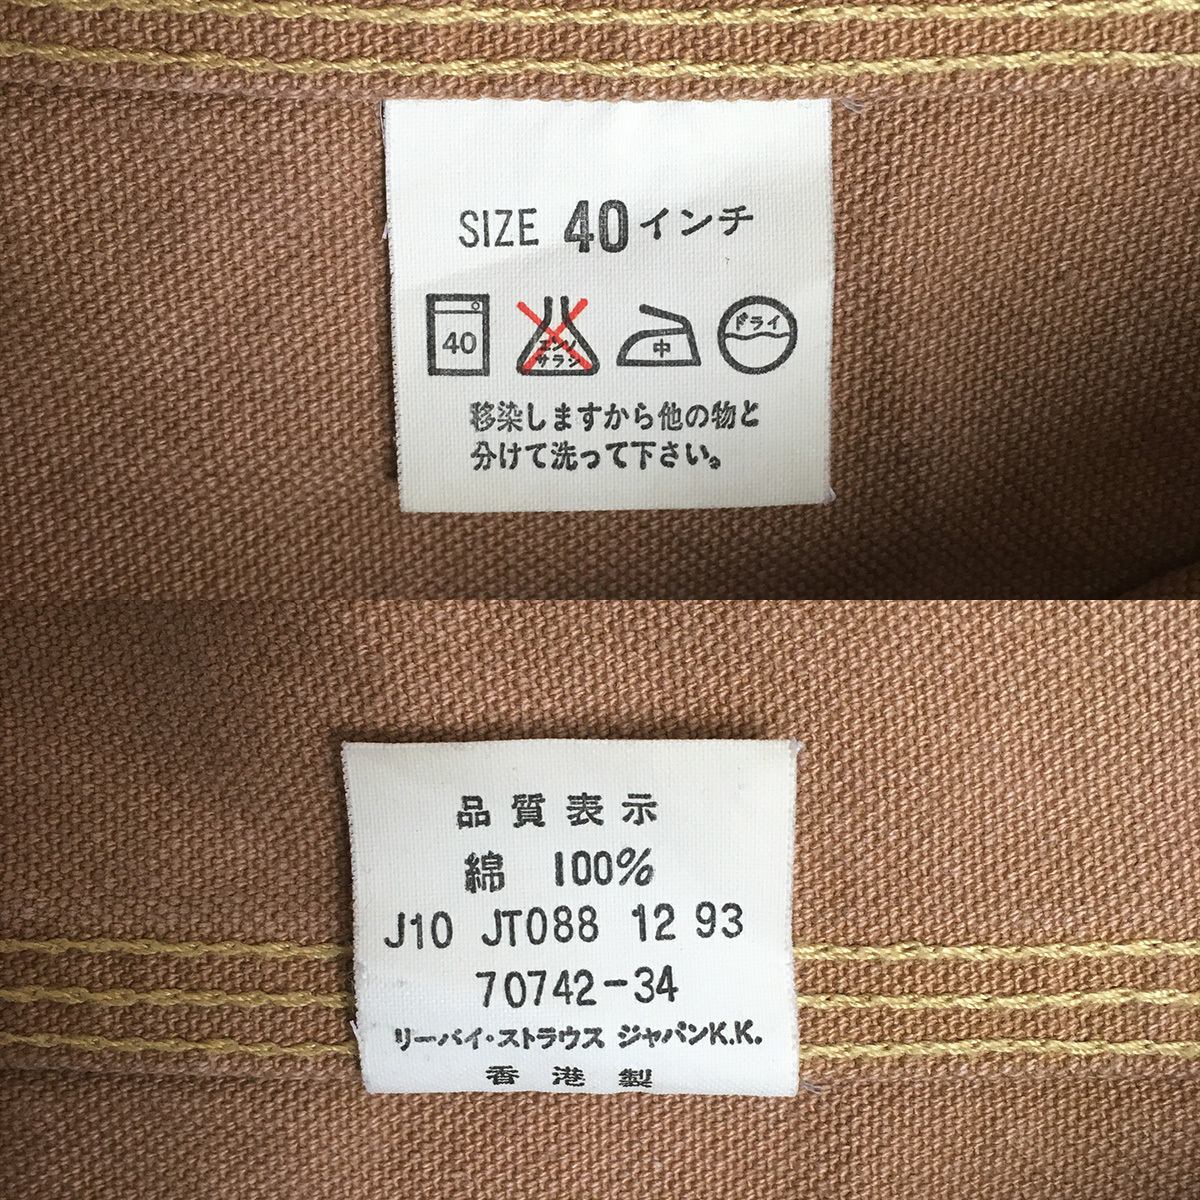 SIZE 40インチ
40 エンソサラシ 中 ドライ
移染しますから他の物と
分けて洗って下さい。
品質表示
綿 100%
J10 JT088 12 93
70742-34
リーバイ・ストラウス ジャパンK.K.
香港製